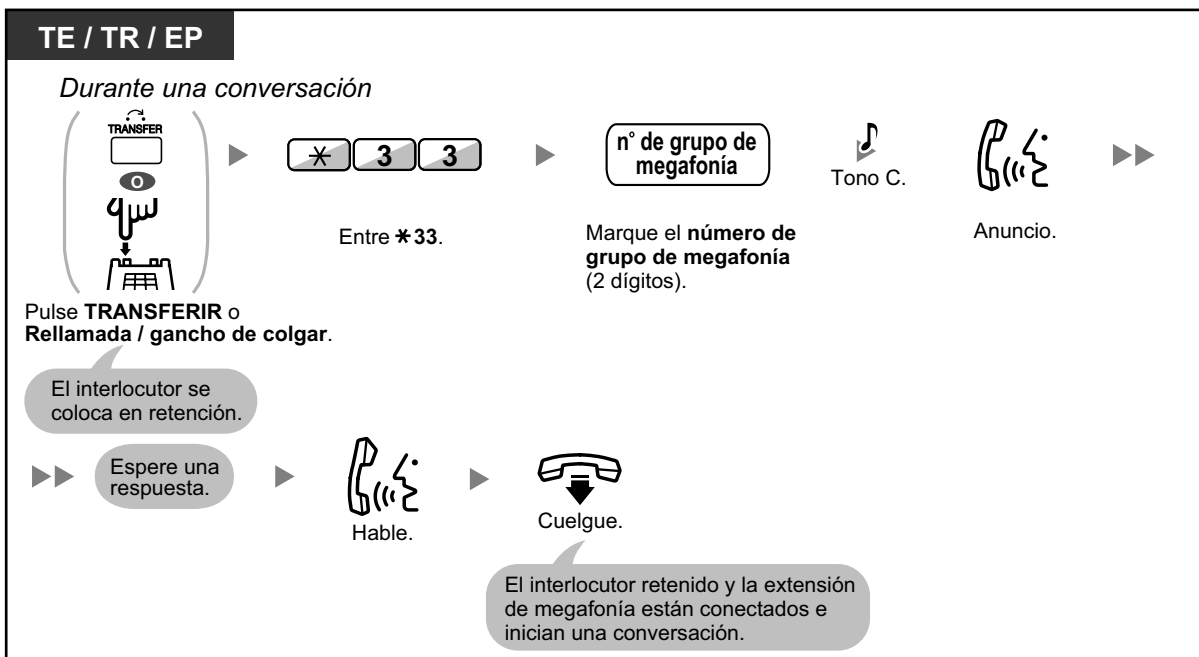 TE / TR / EP
Durante una conversación
TRANSFER
O
Pulse TRANSFERIR o
Rellamada / gancho de colgar.
El interlocutor se
coloca en retención.
* 3 3
Entre *33.
n° de grupo de
megafonía
Marque el número de
grupo de megafonía
(2 dígitos).
Tono C.
Anuncio.
Espere una
respuesta.
Hable.
Cuelgue.
El interlocutor retenido y la extensión
de megafonía están conectados e
inician una conversación.